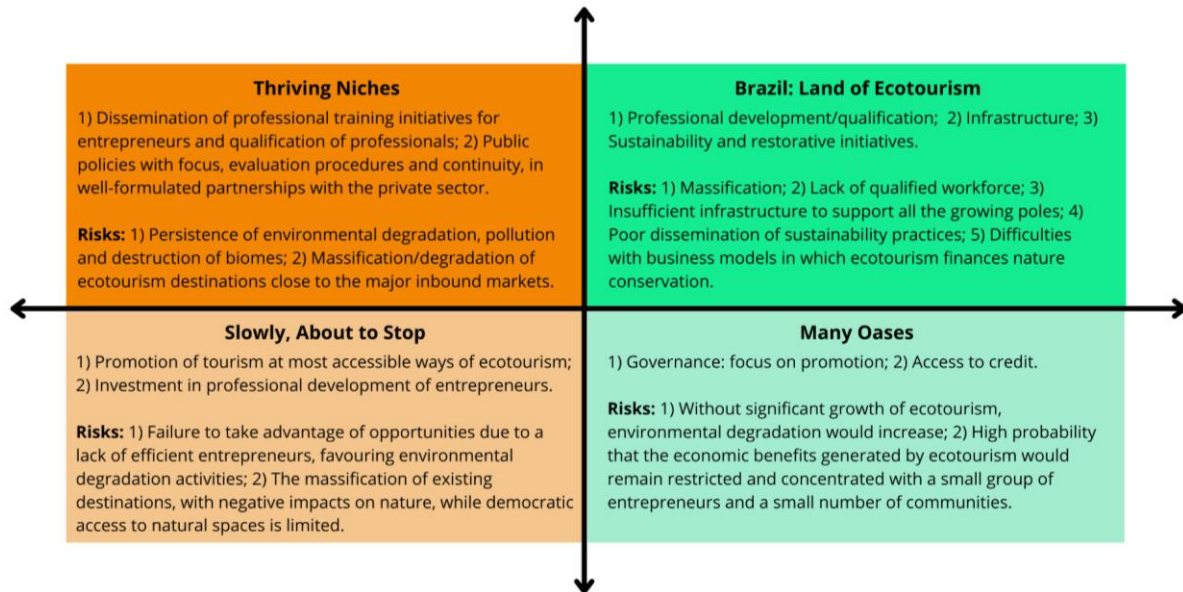 Thriving Niches
1) Dissemination of professional training initiatives for
entrepreneurs and qualification of professionals; 2) Public
policies with focus, evaluation procedures and continuity, in
well-formulated partnerships with the private sector.
Risks: 1) Persistence of environmental degradation, pollution
and destruction of biomes; 2) Massification/degradation of
ecotourism destinations close to the major inbound markets.
Brazil: Land of Ecotourism
1) Professional development/qualification; 2) Infrastructure; 3)
Sustainability and restorative initiatives.
Risks: 1) Massification; 2) Lack of qualified workforce; 3)
Insufficient infrastructure to support all the growing poles; 4)
Poor dissemination of sustainability practices; 5) Difficulties
with business models in which ecotourism finances nature
conservation.
Slowly, About to Stop
1) Promotion of tourism at most accessible ways of ecotourism;
2) Investment in professional development of entrepreneurs.
Risks: 1) Failure to take advantage of opportunities due to a
lack of efficient entrepreneurs, favouring environmental
degradation activities; 2) The massification of existing
destinations, with negative impacts on nature, while democratic
access to natural spaces is limited.
Many Oases
1) Governance: focus on promotion; 2) Access to credit.
Risks: 1) Without significant growth of ecotourism,
environmental degradation would increase; 2) High probability
that the economic benefits generated by ecotourism would
remain restricted and concentrated with a small group of
entrepreneurs and a small number of communities.